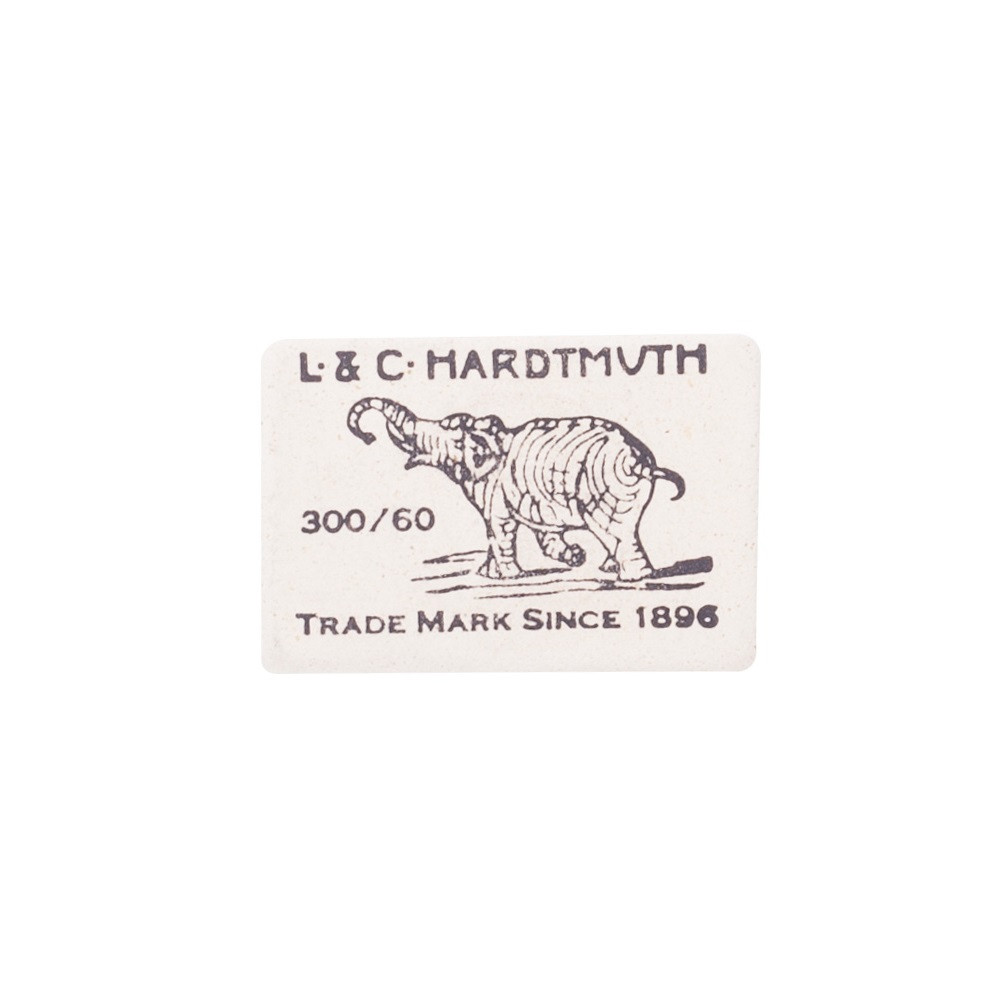 L. & C. HARDTMUTH
300/60
TRADE MARK SINCE 1896